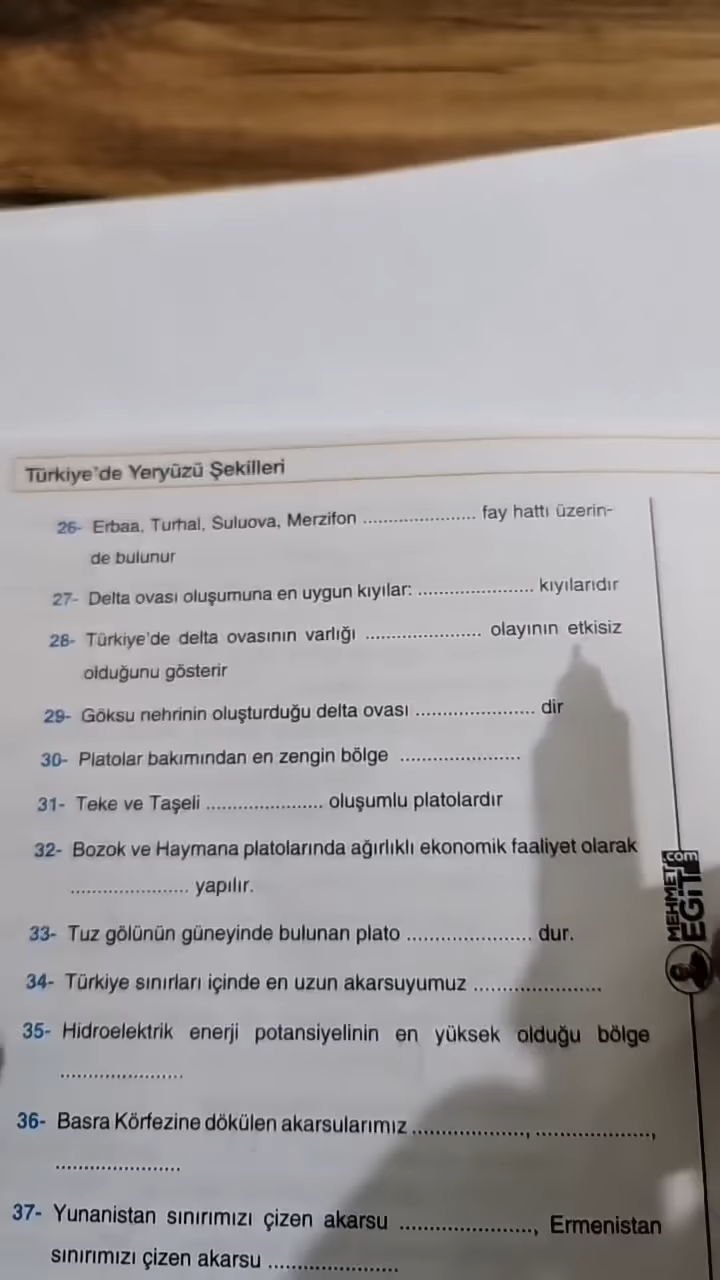 Türkiye'de Yeryüzü Şekilleri
26- Erbaa, Turhal, Suluova, Merzifon ...................... fay hattı üzerin-
de bulunur
27- Delta ovası oluşumuna en uygun kıyılar: ...................... kıyılarıdır
28- Türkiye'de delta ovasının varlığı ...................... olayının etkisiz
olduğunu gösterir
29- Göksu nehrinin oluşturduğu delta ovası ...................... dir
30- Platolar bakımından en zengin bölge ......................
31- Teke ve Taşeli ...................... oluşumlu platolardır
32- Bozok ve Haymana platolarında ağırlıklı ekonomik faaliyet olarak
...................... yapılır.
33- Tuz gölünün güneyinde bulunan plato ...................... dur.
34- Türkiye sınırları içinde en uzun akarsuyumuz ......................
35- Hidroelektrik enerji potansiyelinin en yüksek olduğu bölge
......................
36- Basra Körfezine dökülen akarsularımız ......................, ......................,
......................
37- Yunanistan sınırımızı çizen akarsu ......................, Ermenistan
sınırımızı çizen akarsu ......................
MEHMET
EĞİT
.com